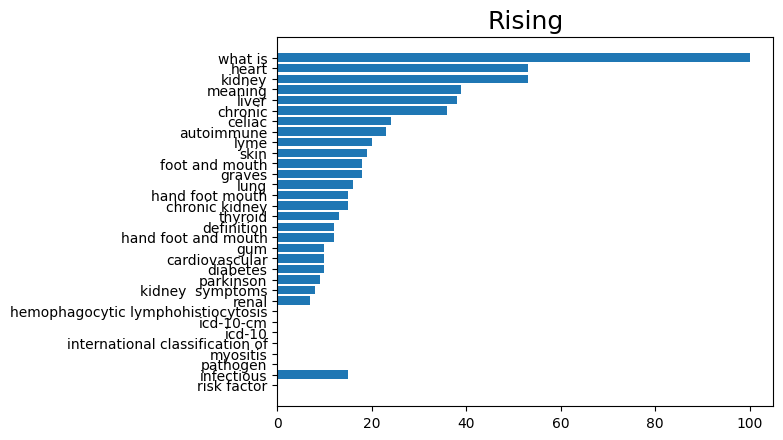 Rising
what is
heart
kidney
meaning
liver
chronic
celiac
autoimmune
lyme
skin
foot and mouth
graves
lung
hand foot mouth
chronic kidney
thyroid
definition
hand foot and mouth
gum
cardiovascular
diabetes
parkinson
kidney  symptoms
renal
hemophagocytic lymphohistiocytosis
icd-10-cm
icd-10
international classification of
myositis
pathogen
infectious
risk factor
0 20 40 60 80 100